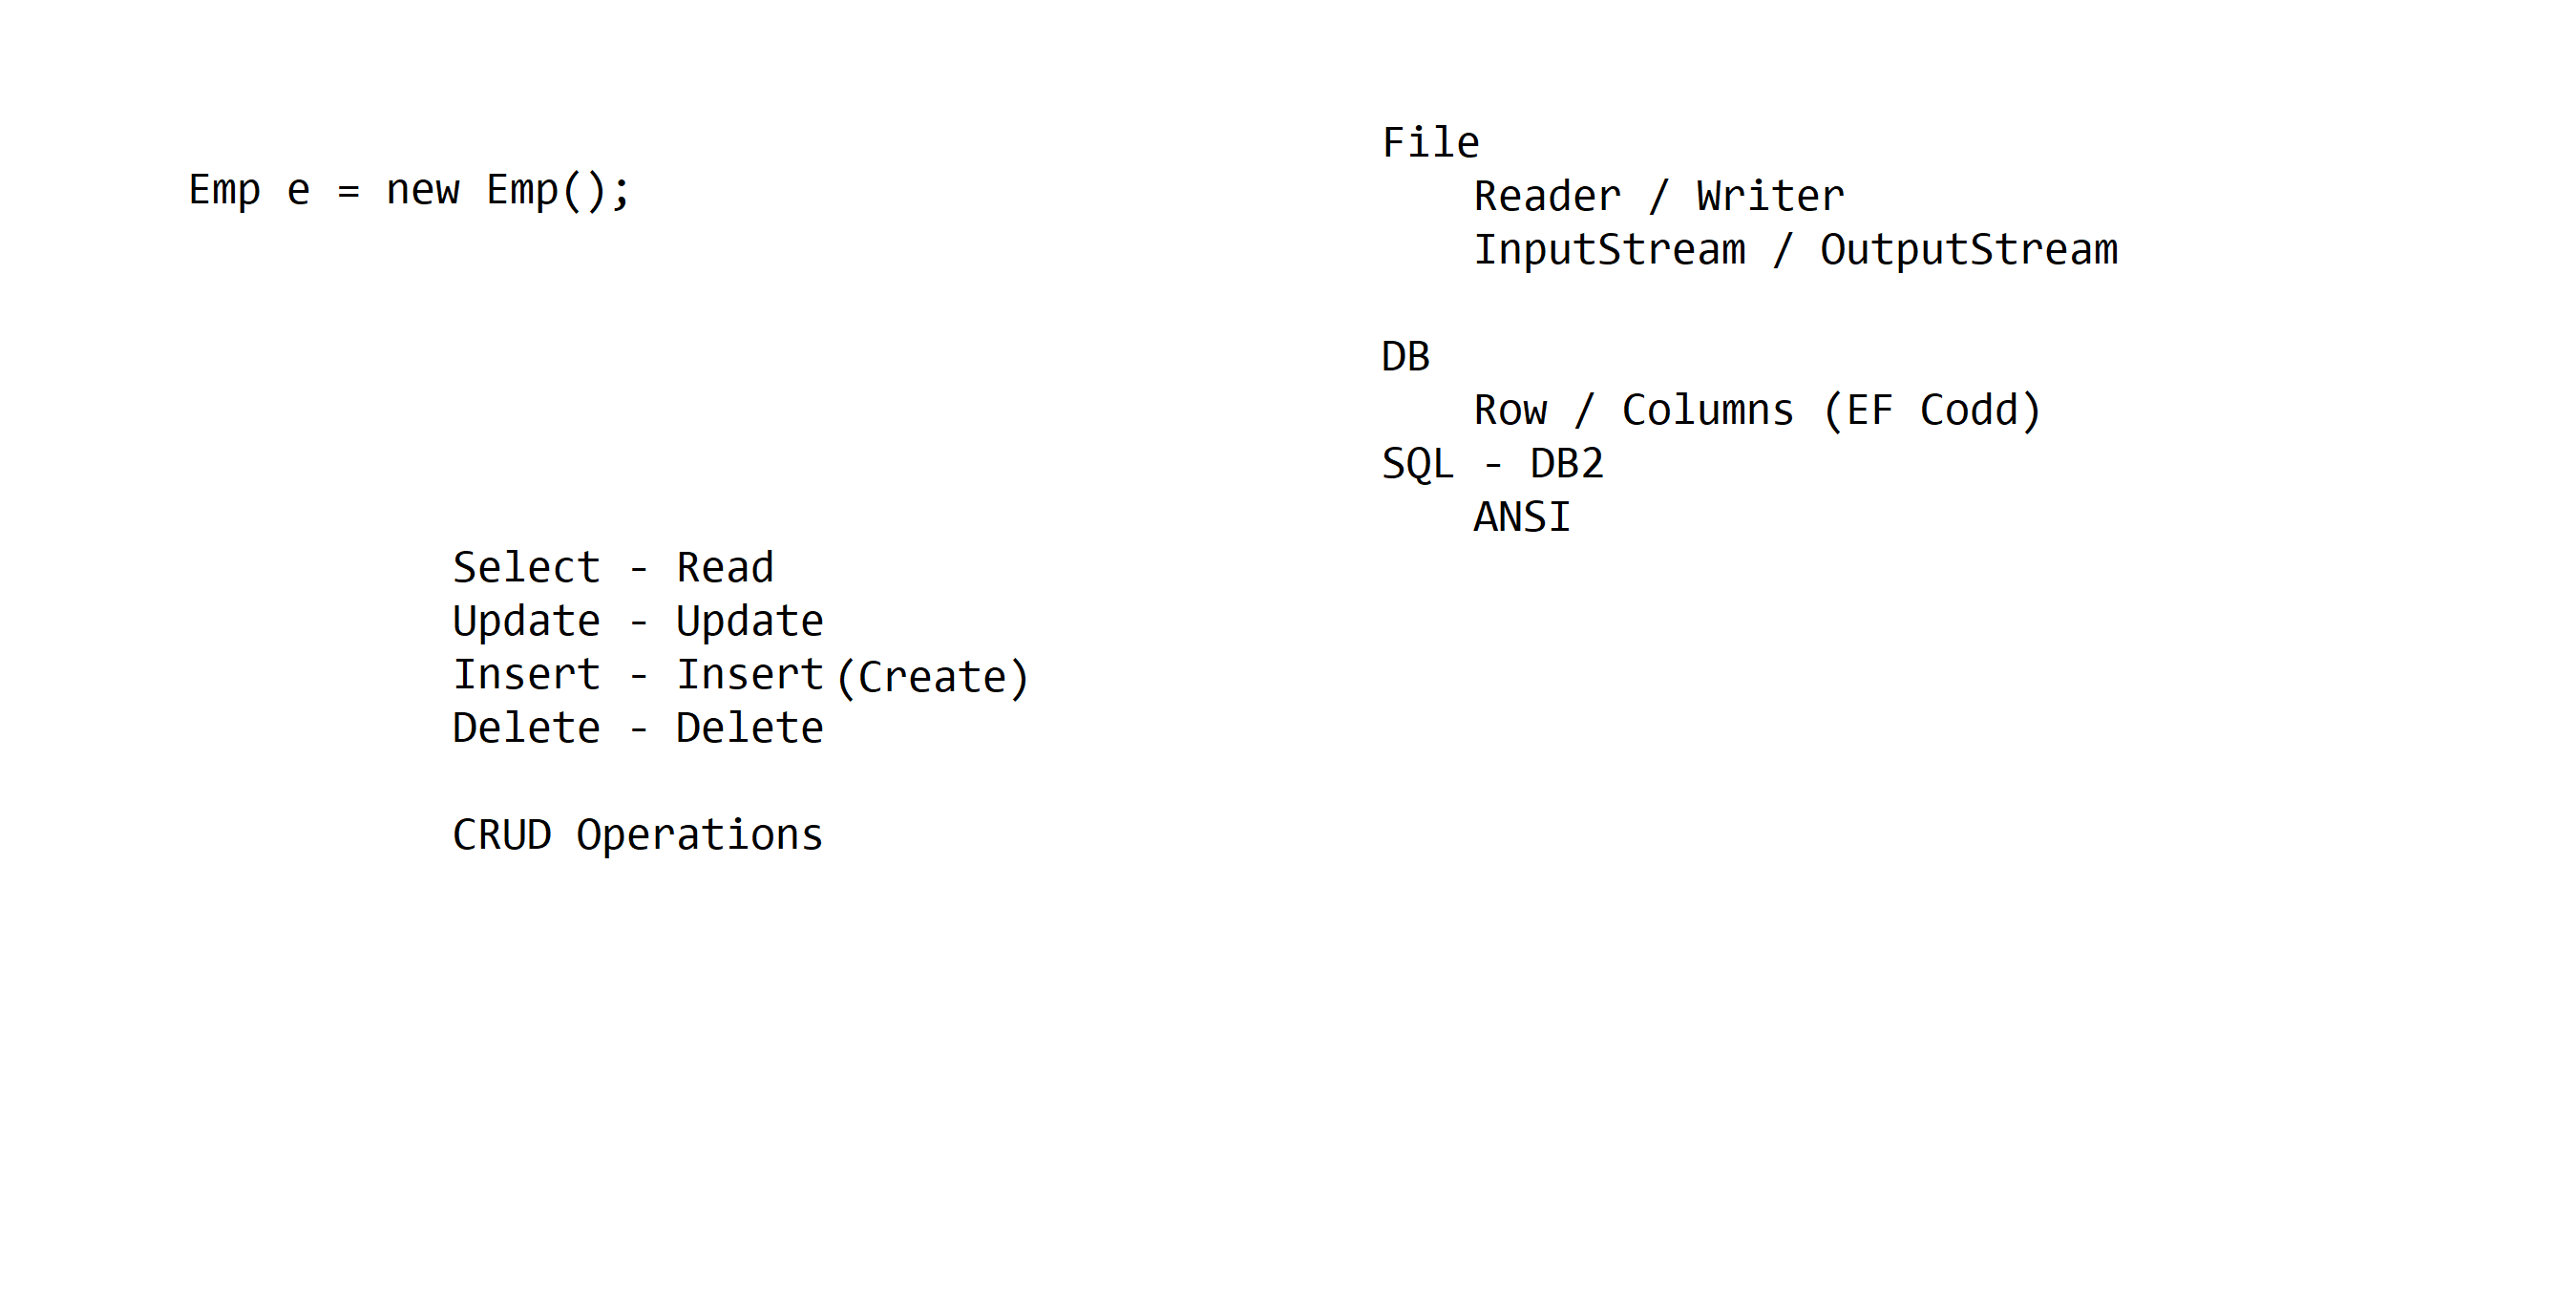 Emp e = new Emp();
File
Reader / Writer
InputStream / OutputStream
DB
Row / Columns (EF Codd)
SQL - DB2
ANSI
Select - Read
Update - Update
Insert - Insert (Create)
Delete - Delete
CRUD Operations